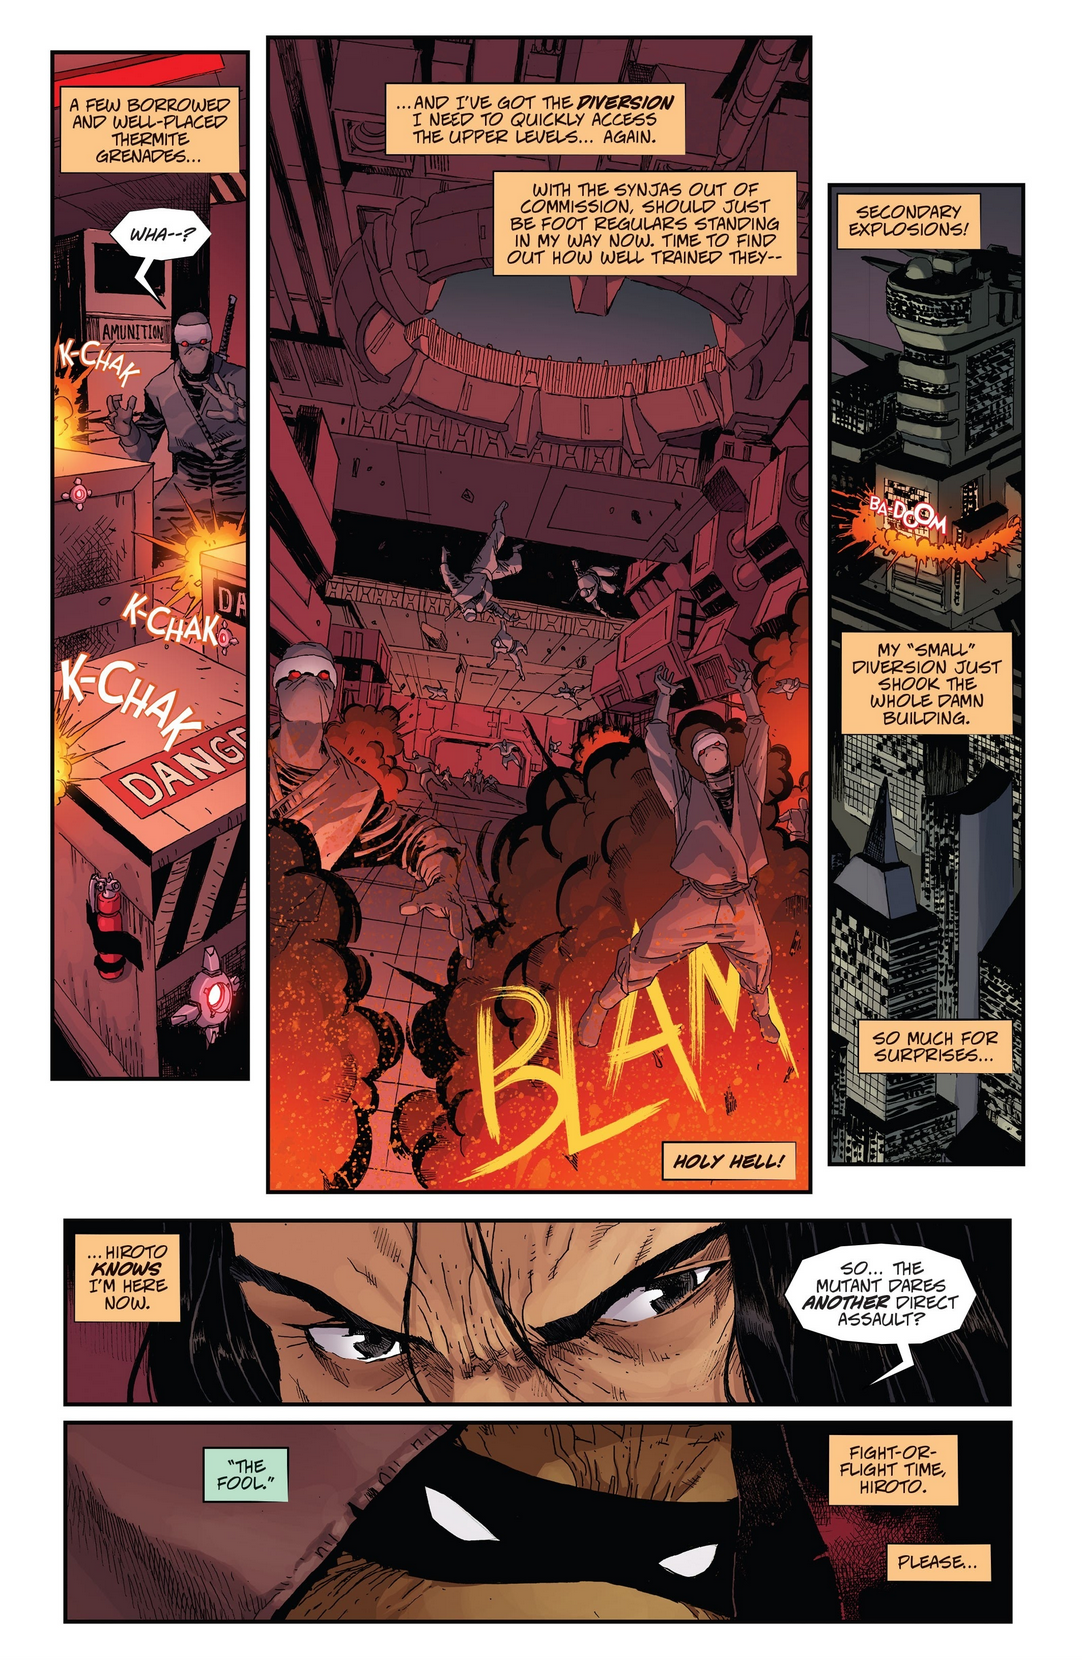 A FEW BORROWED
AND WELL-PLACED
THERMITE
GRENADES...
WHA--?
AMUNITION
K-CHAK
K-CHAK
DA
K-CHAK
DANGE
...AND I'VE GOT THE DIVERSION
I NEED TO QUICKLY ACCESS
THE UPPER LEVELS... AGAIN.
WITH THE SYNJAS OUT OF
COMMISSION, SHOULD JUST
BE FOOT REGULARS STANDING
IN MY WAY NOW. TIME TO FIND
OUT HOW WELL TRAINED THEY--
BLAM
HOLY HELL!
SECONDARY
EXPLOSIONS!
BA-DOOM
MY "SMALL"
DIVERSION JUST
SHOOK THE
WHOLE DAMN
BUILDING.
SO MUCH FOR
SURPRISES...
...HIROTO
KNOWS
I'M HERE
NOW.
SO... THE
MUTANT DARES
ANOTHER DIRECT
ASSAULT?
"THE
FOOL."
FIGHT-OR-
FLIGHT TIME,
HIROTO.
PLEASE...